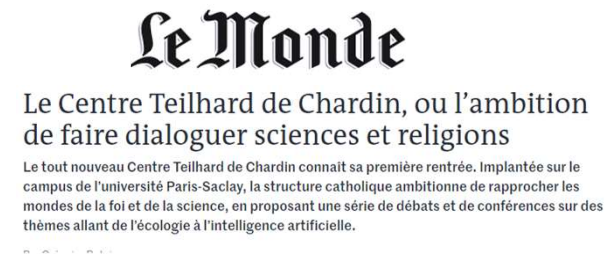 Le Monde
Le Centre Teilhard de Chardin, ou l’ambition
de faire dialoguer sciences et religions
Le tout nouveau Centre Teilhard de Chardin connaît sa première rentrée. Implantée sur le
campus de l'université Paris-Saclay, la structure catholique ambitionne de rapprocher les
mondes de la foi et de la science, en proposant une série de débats et de conférences sur des
thèmes allant de l'écologie à l'intelligence artificielle.